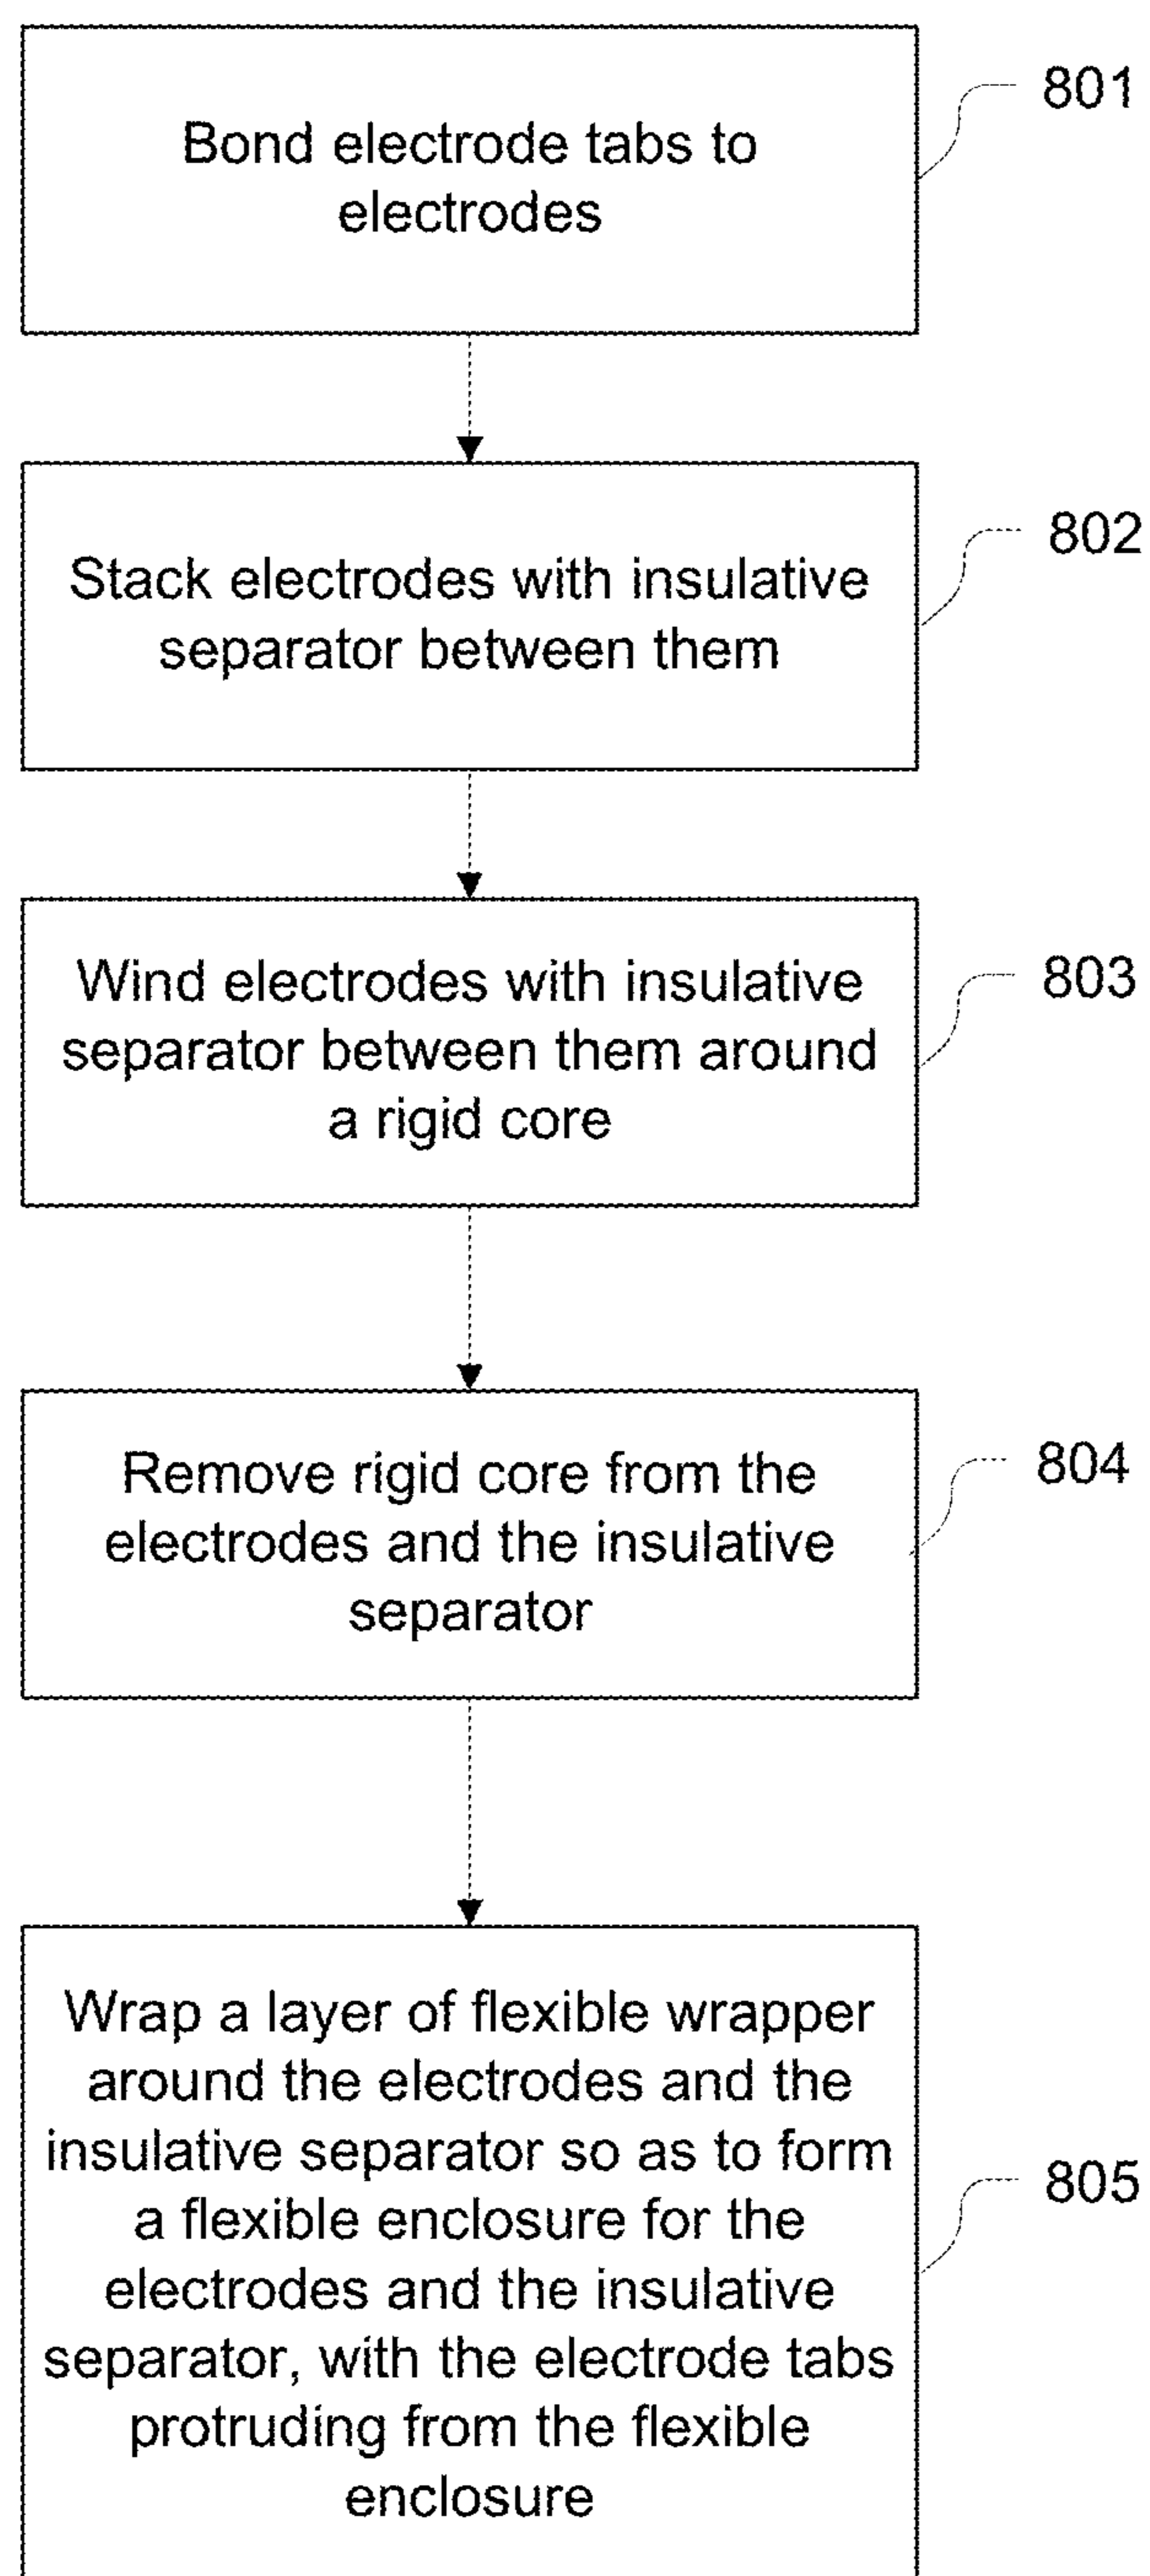 Bond electrode tabs to
electrodes
801
Stack electrodes with insulative
separator between them
802
Wind electrodes with insulative
separator between them around
a rigid core
803
Remove rigid core from the
electrodes and the insulative
separator
804
Wrap a layer of flexible wrapper
around the electrodes and the
insulative separator so as to form
a flexible enclosure for the
electrodes and the insulative
separator, with the electrode tabs
protruding from the flexible
enclosure
805